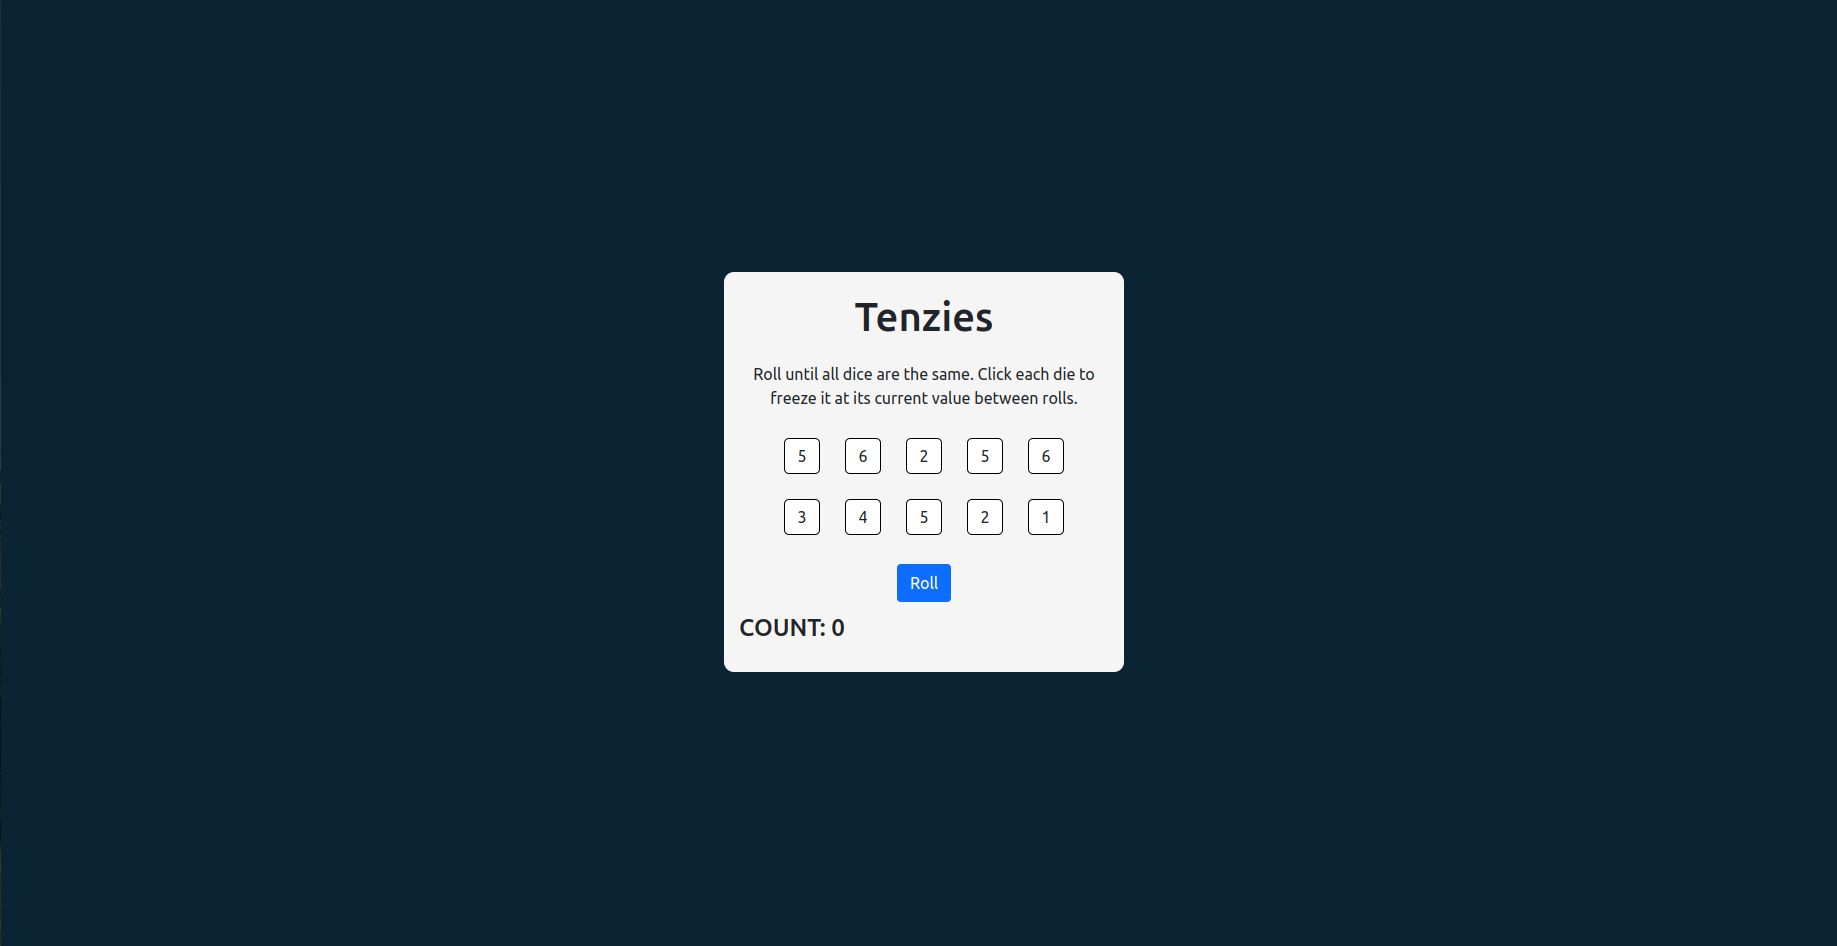 Tenzies
Roll until all dice are the same. Click each die to
freeze it at its current value between rolls.
5 6 2 5 6
3 4 5 2 1
Roll
COUNT: 0